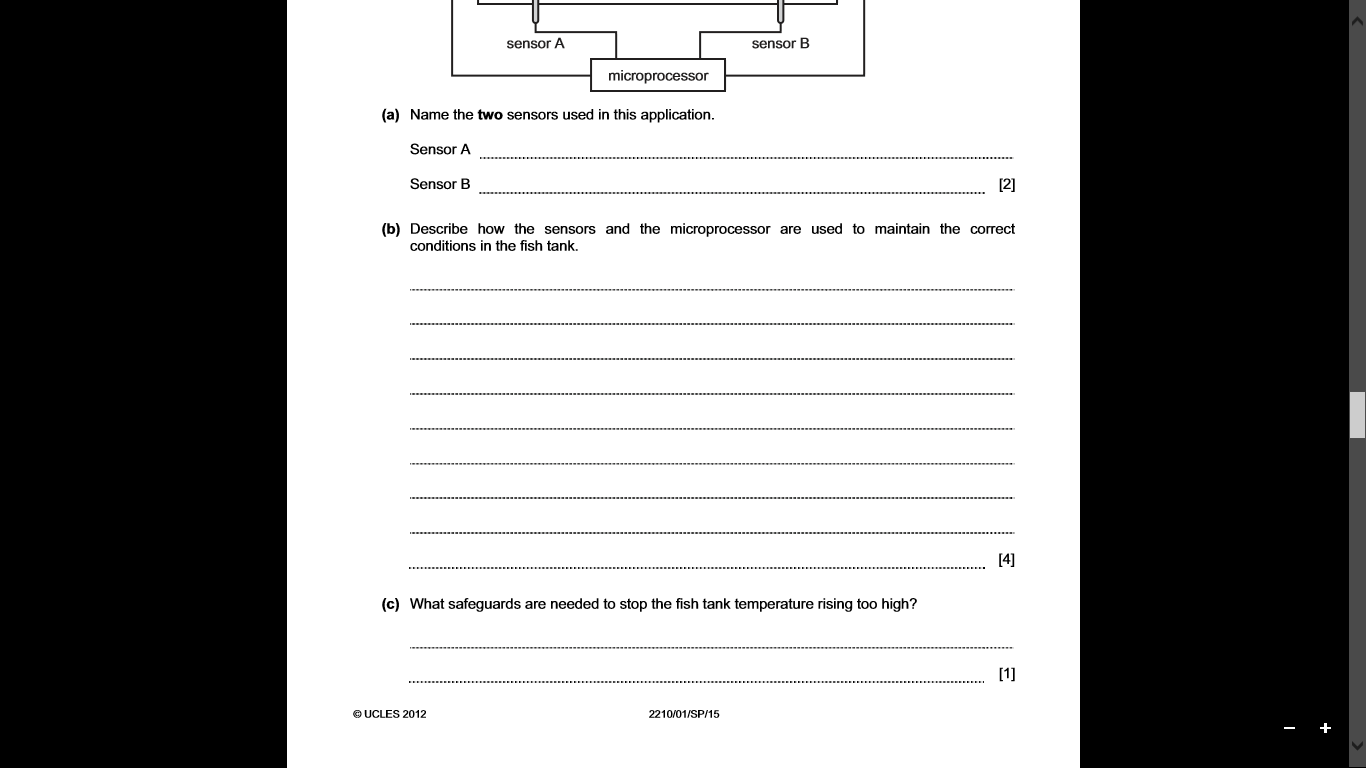 sensor A sensor B
microprocessor
(a) Name the two sensors used in this application.
Sensor A
Sensor B [2]
(b) Describe how the sensors and the microprocessor are used to maintain the correct
conditions in the fish tank.
[4]
(c) What safeguards are needed to stop the fish tank temperature rising too high?
[1]
© UCLES 2012 2210/01/SP/15